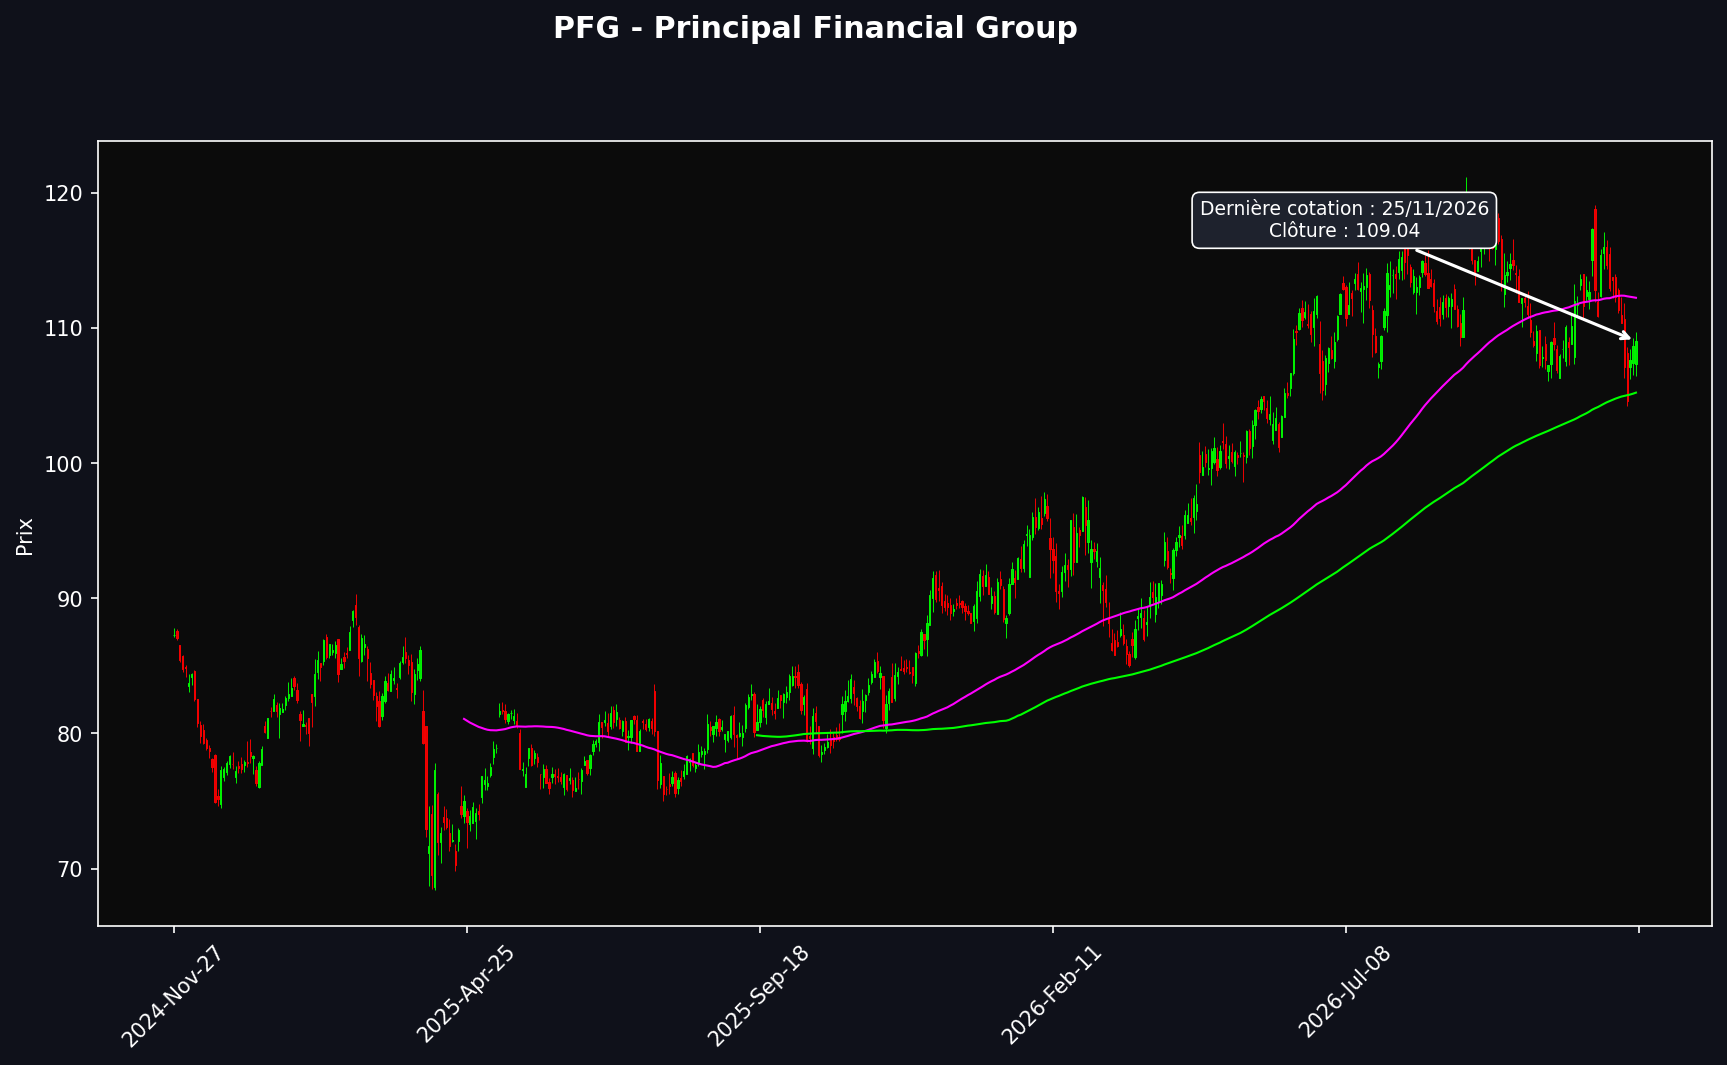 PFG - Principal Financial Group
120
110
100
90
80
70
Prix
Dernière cotation : 25/11/2026
Clôture : 109.04
2024-Nov-27
2025-Apr-25
2025-Sep-18
2026-Feb-11
2026-Jul-08